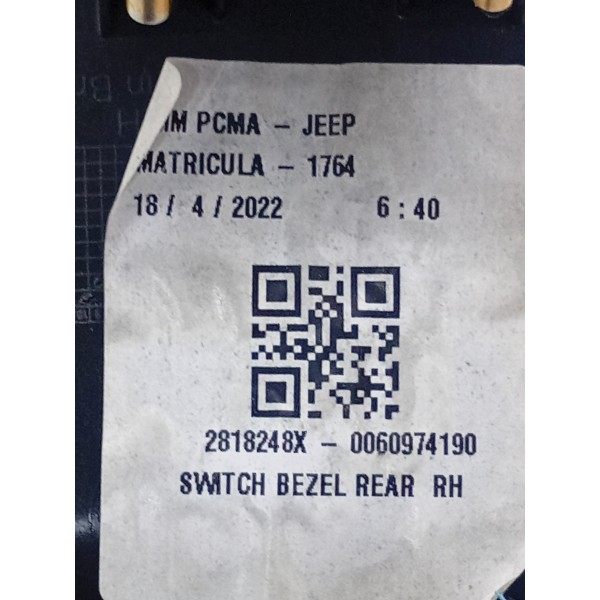 PCMA - JEEP
MATRICULA - 1764
18 / 4 / 2022 6 : 40
2818248X - 0060974190
SWITCH BEZEL REAR RH